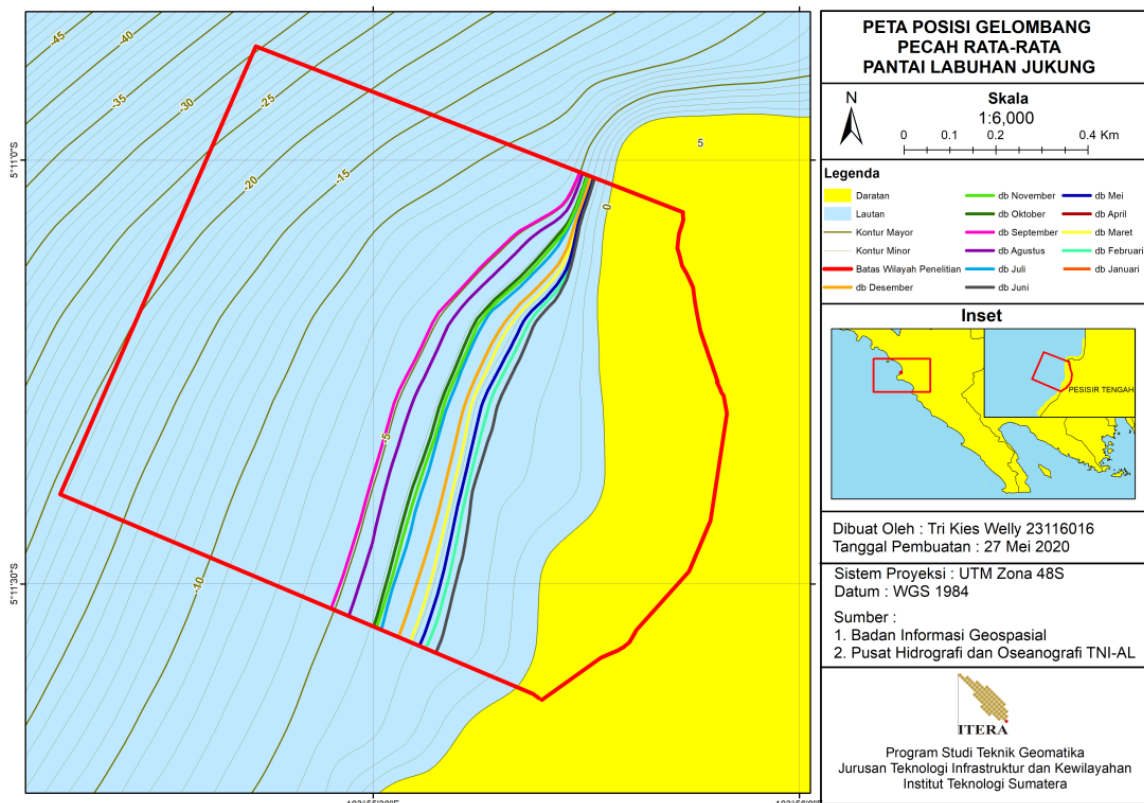 -45
-40
-35
-30
-25
-20
-15
-10
-5
0
5
5°11'0"S
5°11'30"S
PETA POSISI GELOMBANG
PECAH RATA-RATA
PANTAI LABUHAN JUKUNG
N
Skala
1:6,000
0 0.1 0.2 0.4 Km
Legenda
Daratan
Lautan
Kontur Mayor
Kontur Minor
Batas Wilayah Penelitian
db Desember
db November
db Oktober
db September
db Agustus
db Juli
db Juni
db Mei
db April
db Maret
db Februari
db Januari
Inset
PESISIR TENGAH
Dibuat Oleh : Tri Kies Welly 23116016
Tanggal Pembuatan : 27 Mei 2020
Sistem Proyeksi : UTM Zona 48S
Datum : WGS 1984
Sumber :
1. Badan Informasi Geospasial
2. Pusat Hidrografi dan Oseanografi TNI-AL
ITERA
Program Studi Teknik Geomatika
Jurusan Teknologi Infrastruktur dan Kewilayahan
Institut Teknologi Sumatera